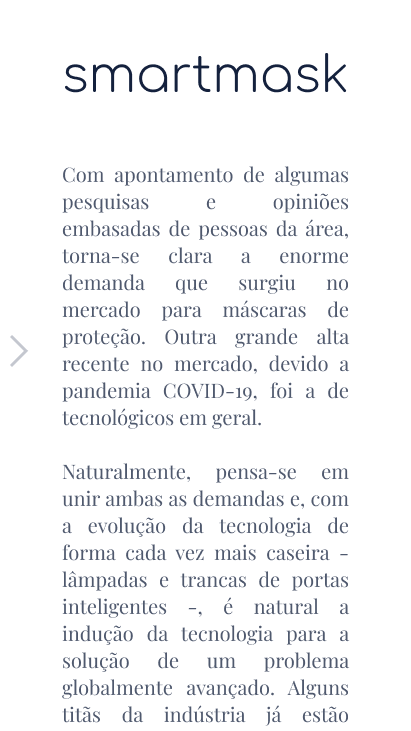 smartmask
Com apontamento de algumas
pesquisas e opiniões
embasadas de pessoas da área,
torna-se clara a enorme
demanda que surgiu no
mercado para máscaras de
proteção. Outra grande alta
recente no mercado, devido a
pandemia COVID-19, foi a de
tecnológicos em geral.
Naturalmente, pensa-se em
unir ambas as demandas e, com
a evolução da tecnologia de
forma cada vez mais caseira -
lâmpadas e trancas de portas
inteligentes -, é natural a
indução da tecnologia para a
solução de um problema
globalmente avançado. Alguns
titãs da indústria já estão